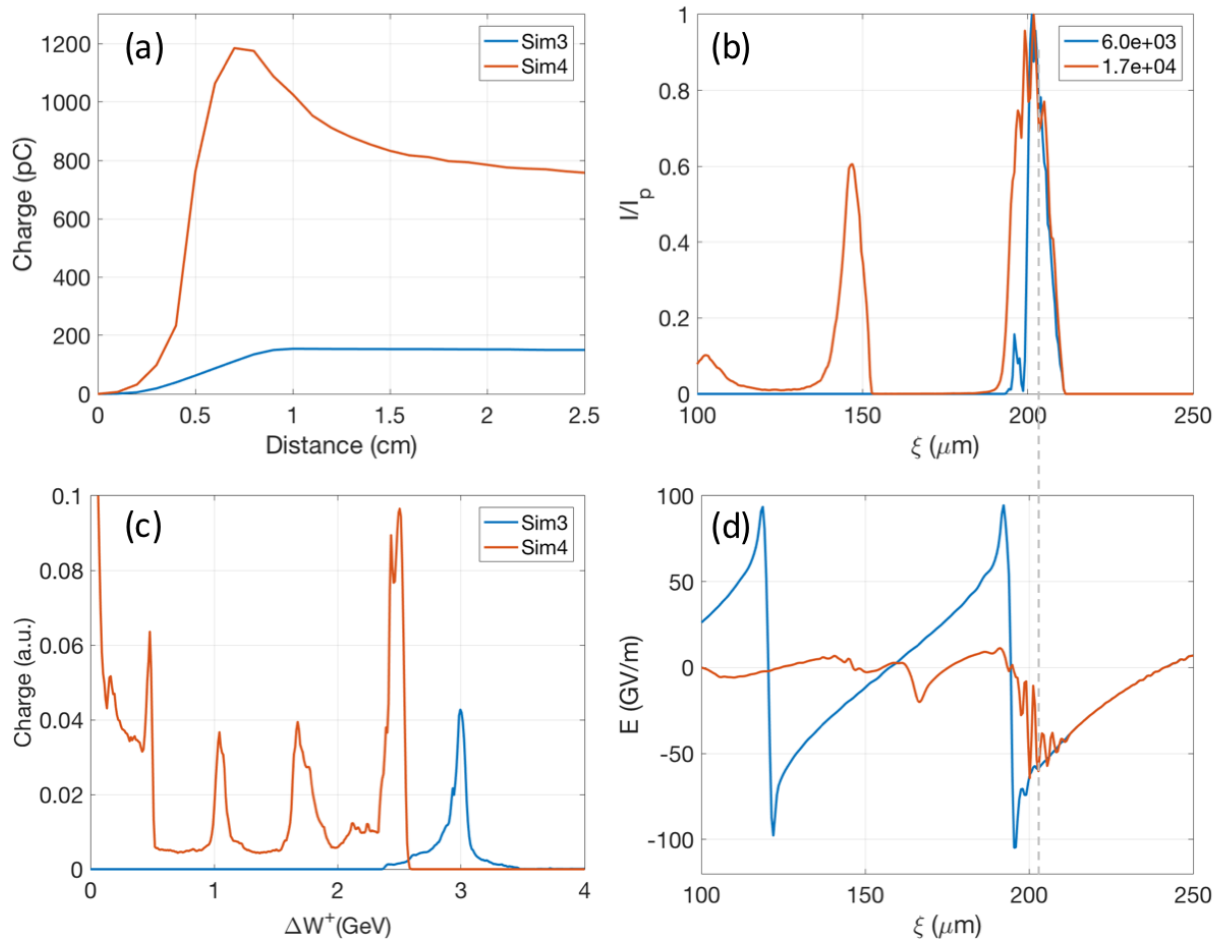 (a)
Sim3
Sim4
1200
1000
800
600
400
200
0
Charge (pC)
0
0.5
1
1.5
2
2.5
Distance (cm)
(b)
6.0e+03
1.7e+04
1
0.8
0.6
0.4
0.2
0
I/I_p
100
150
200
250
ξ (μm)
(c)
Sim3
Sim4
0.1
0.08
0.06
0.04
0.02
0
Charge (a.u.)
0
1
2
3
4
ΔW⁺(GeV)
(d)
100
50
0
-50
-100
E (GV/m)
100
150
200
250
ξ (μm)